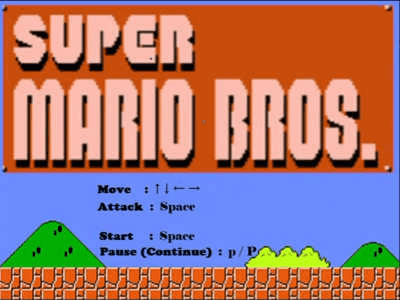 SUPER
MARIO BROS.
Move : ↑↓←→
Attack : Space
Start : Space
Pause (Continue) : p / P